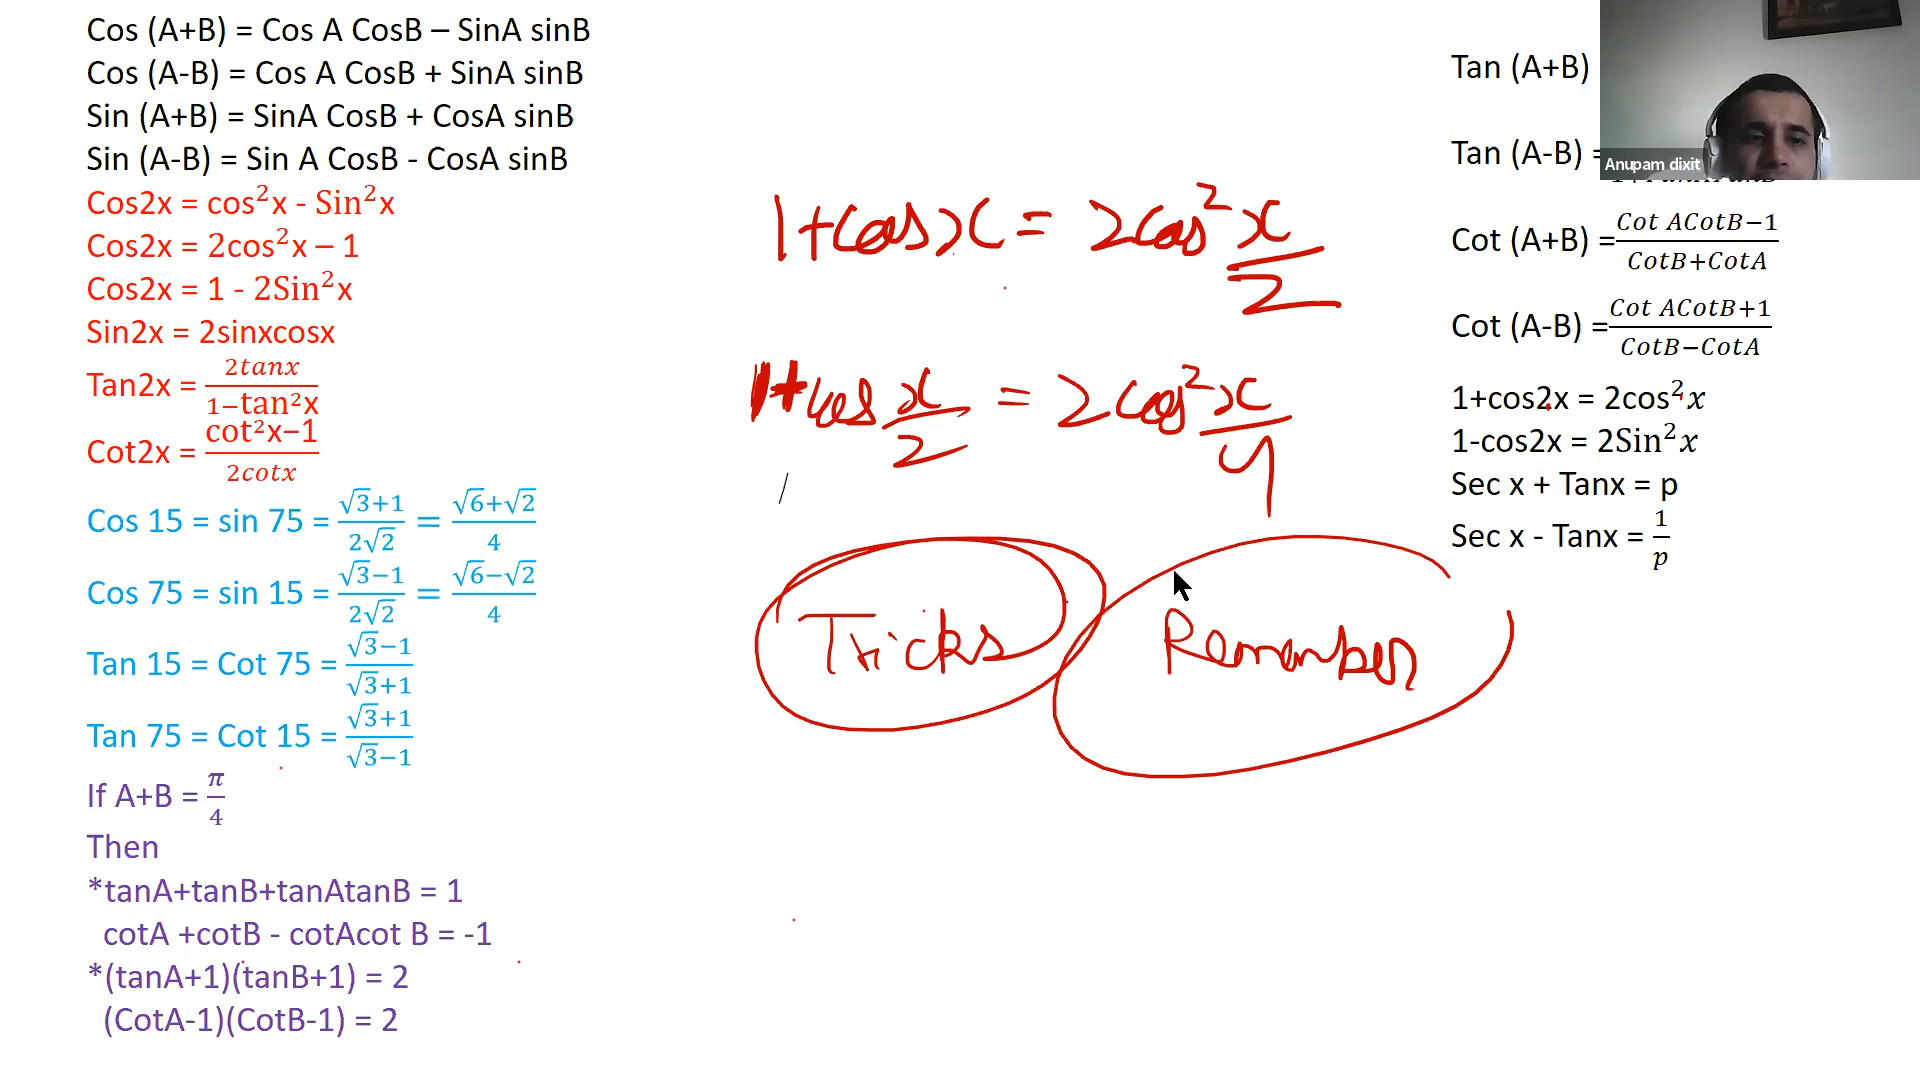 Cos (A+B) = Cos A CosB – SinA sinB
Cos (A-B) = Cos A CosB + SinA sinB
Sin (A+B) = SinA CosB + CosA sinB
Sin (A-B) = Sin A CosB - CosA sinB
Cos2x = cos²x - Sin²x
Cos2x = 2cos²x – 1
Cos2x = 1 - 2Sin²x
Sin2x = 2sinxcosx
Tan2x = 2tanx / 1−tan²x
Cot2x = cot²x−1 / 2cotx
Cos 15 = sin 75 = √3+1 / 2√2 = √6+√2 / 4
Cos 75 = sin 15 = √3−1 / 2√2 = √6−√2 / 4
Tan 15 = Cot 75 = √3−1 / √3+1
Tan 75 = Cot 15 = √3+1 / √3−1
If A+B = π / 4
Then
*tanA+tanB+tanAtanB = 1
cotA +cotB - cotAcot B = -1
*(tanA+1)(tanB+1) = 2
(CotA-1)(CotB-1) = 2
1+cosx = 2cos² x/2
1+cos x/2 = 2cos² x/4
Tricks
Remember
Tan (A+B)
Tan (A-B) =
Cot (A+B) = Cot ACotB−1 / CotB+CotA
Cot (A-B) = Cot ACotB+1 / CotB−CotA
1+cos2x = 2cos²x
1-cos2x = 2Sin²x
Sec x + Tanx = p
Sec x - Tanx = 1 / p
Anupam dixit